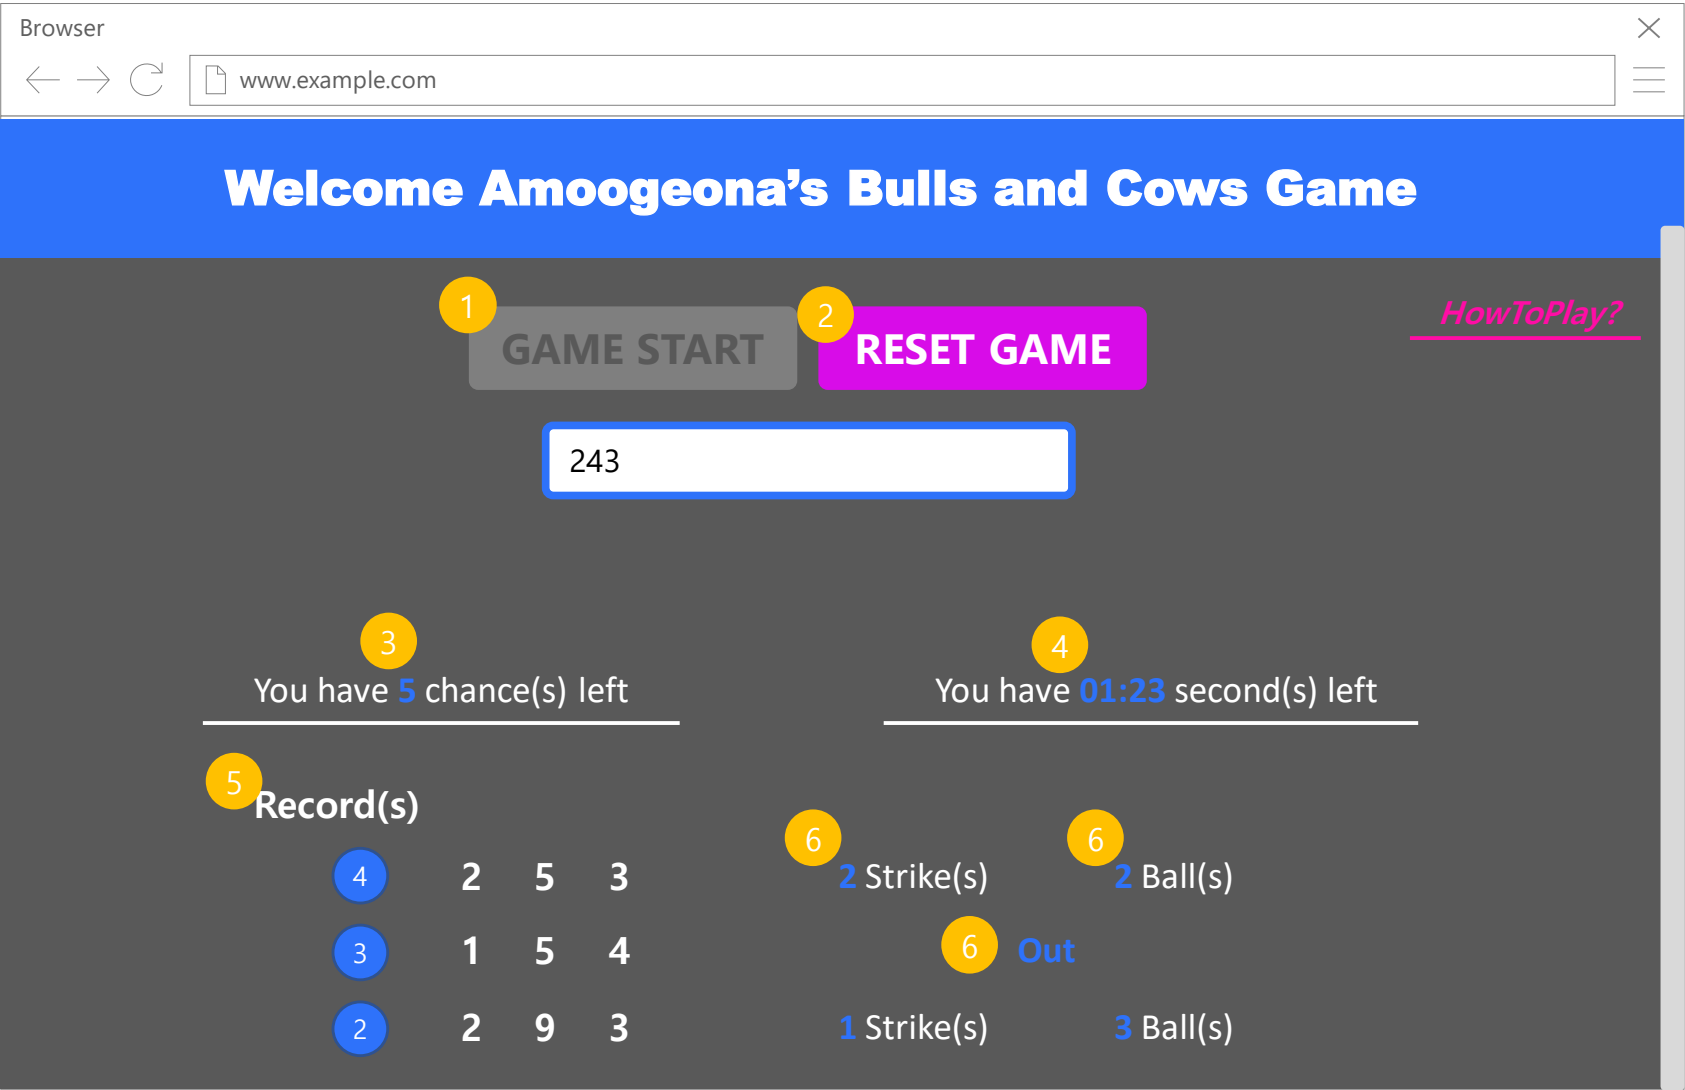 Browser
www.example.com
Welcome Amoogeona’s Bulls and Cows Game
1
GAME START
2
RESET GAME
HowToPlay?
243
3
You have 5 chance(s) left
4
You have 01:23 second(s) left
5
Record(s)
6
6
4 2 5 3 2 Strike(s) 2 Ball(s)
3 1 5 4 6 Out
2 2 9 3 1 Strike(s) 3 Ball(s)